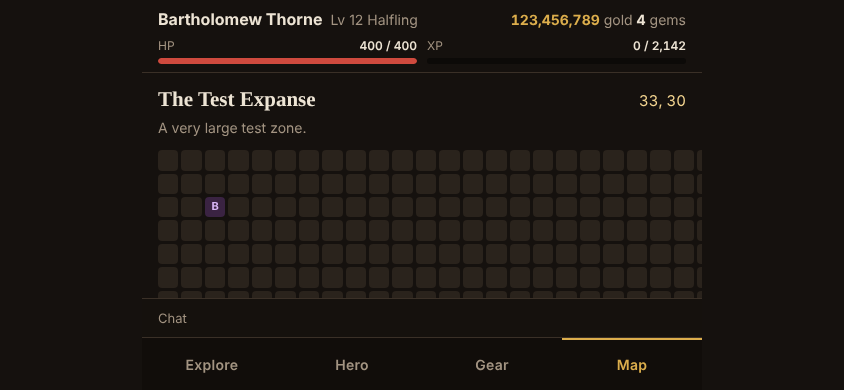 Bartholomew Thorne Lv 12 Halfling 123,456,789 gold 4 gems
HP 400 / 400 XP 0 / 2,142
The Test Expanse 33, 30
A very large test zone.
B
Chat
Explore Hero Gear Map